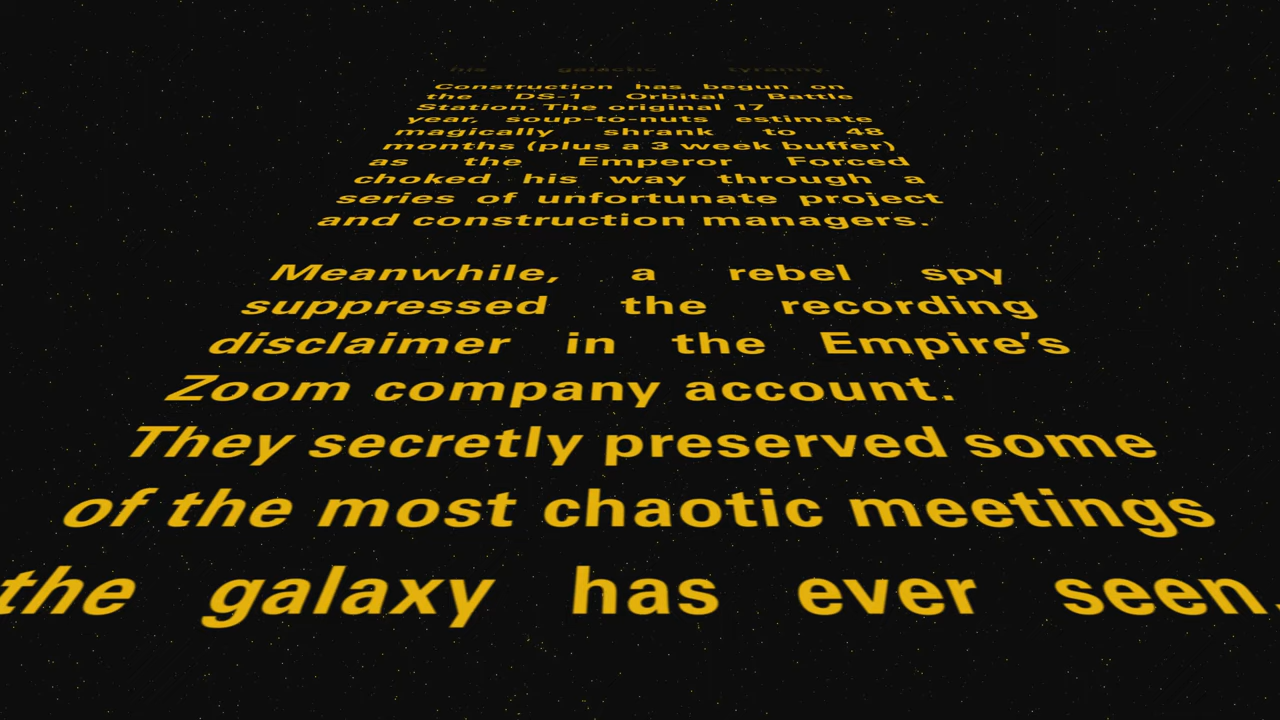 his galactic tyranny.
Construction has begun on
the DS-1 Orbital Battle
Station. The original 17
year, soup-to-nuts estimate
magically shrank to 48
months (plus a 3 week buffer)
as the Emperor Forced
choked his way through a
series of unfortunate project
and construction managers.
Meanwhile, a rebel spy
suppressed the recording
disclaimer in the Empire's
Zoom company account.
They secretly preserved some
of the most chaotic meetings
the galaxy has ever seen.